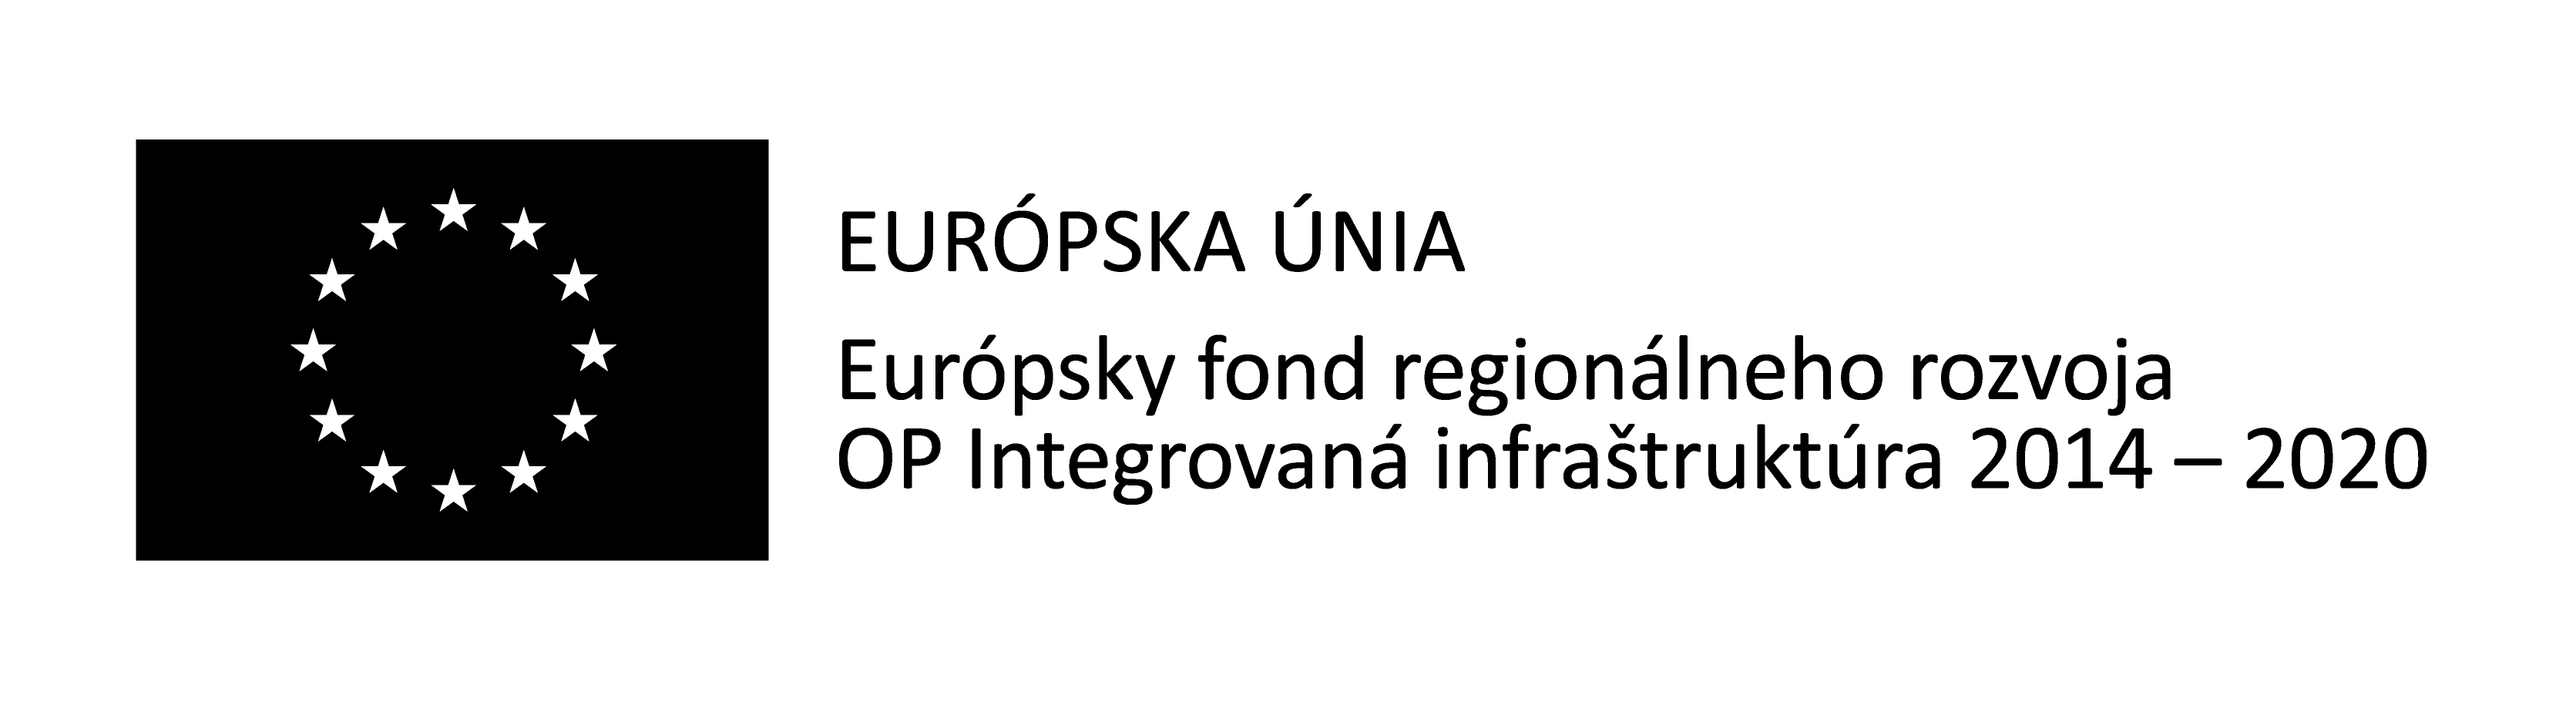 EURÓPSKA ÚNIA
Európsky fond regionálneho rozvoja
OP Integrovaná infraštruktúra 2014 – 2020